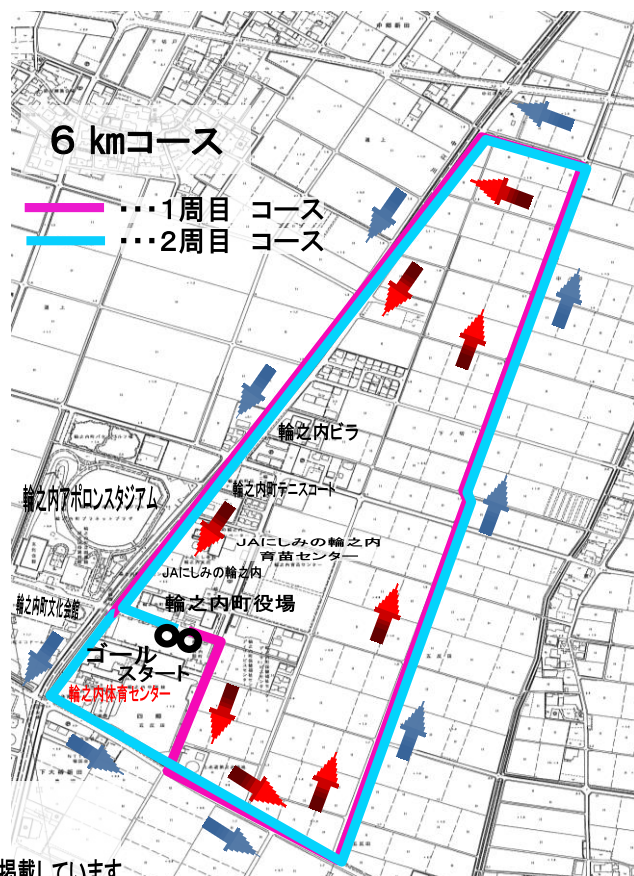 6 kmコース
・・・1周目 コース
・・・2周目 コース
輪之内ビラ
輪之内町テニスコート
輪之内アポロンスタジアム
JAにしみの輪之内
育苗センター
JAにしみの輪之内
輪之内町文化会館
輪之内町役場
ゴール
スタート
輪之内体育センター
掲載しています